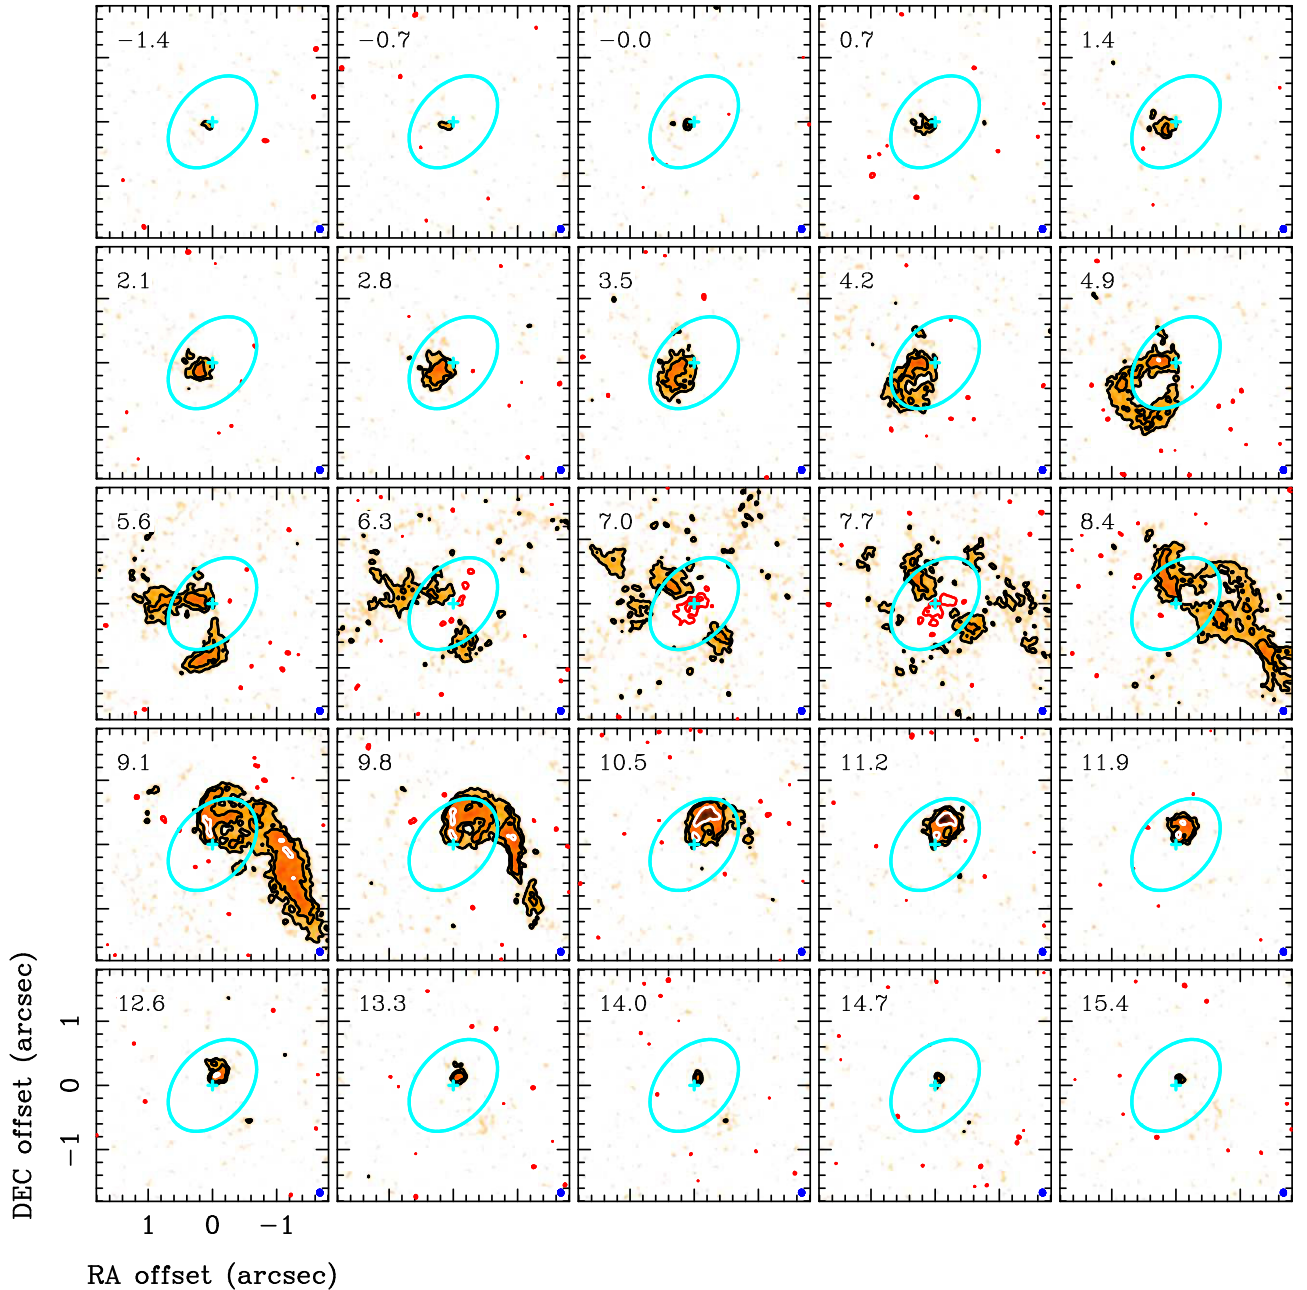 −1.4 −0.7 −0.0 0.7 1.4
2.1 2.8 3.5 4.2 4.9
5.6 6.3 7.0 7.7 8.4
9.1 9.8 10.5 11.2 11.9
12.6 13.3 14.0 14.7 15.4
DEC offset (arcsec)
1
0
−1
1 0 −1
RA offset (arcsec)